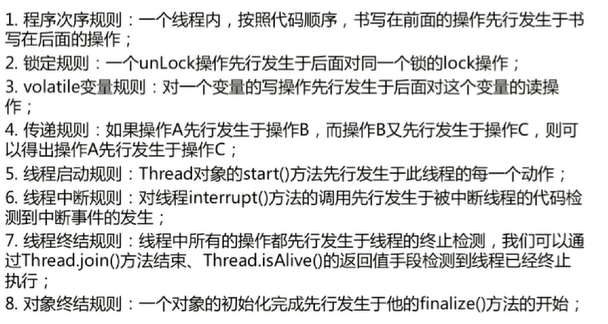 1. 程序次序规则：一个线程内，按照代码顺序，书写在前面的操作先行发生于书
写在后面的操作；
2. 锁定规则：一个unLock操作先行发生于后面对同一个锁的lock操作；
3. volatile变量规则：对一个变量的写操作先行发生于后面对这个变量的读操
作；
4. 传递规则：如果操作A先行发生于操作B，而操作B又先行发生于操作C，则可
以得出操作A先行发生于操作C；
5. 线程启动规则：Thread对象的start()方法先行发生于此线程的每一个动作；
6. 线程中断规则：对线程interrupt()方法的调用先行发生于被中断线程的代码检
测到中断事件的发生；
7. 线程终结规则：线程中所有的操作都先行发生于线程的终止检测，我们可以通
过Thread.join()方法结束、Thread.isAlive()的返回值手段检测到线程已经终止
执行；
8. 对象终结规则：一个对象的初始化完成先行发生于他的finalize()方法的开始；